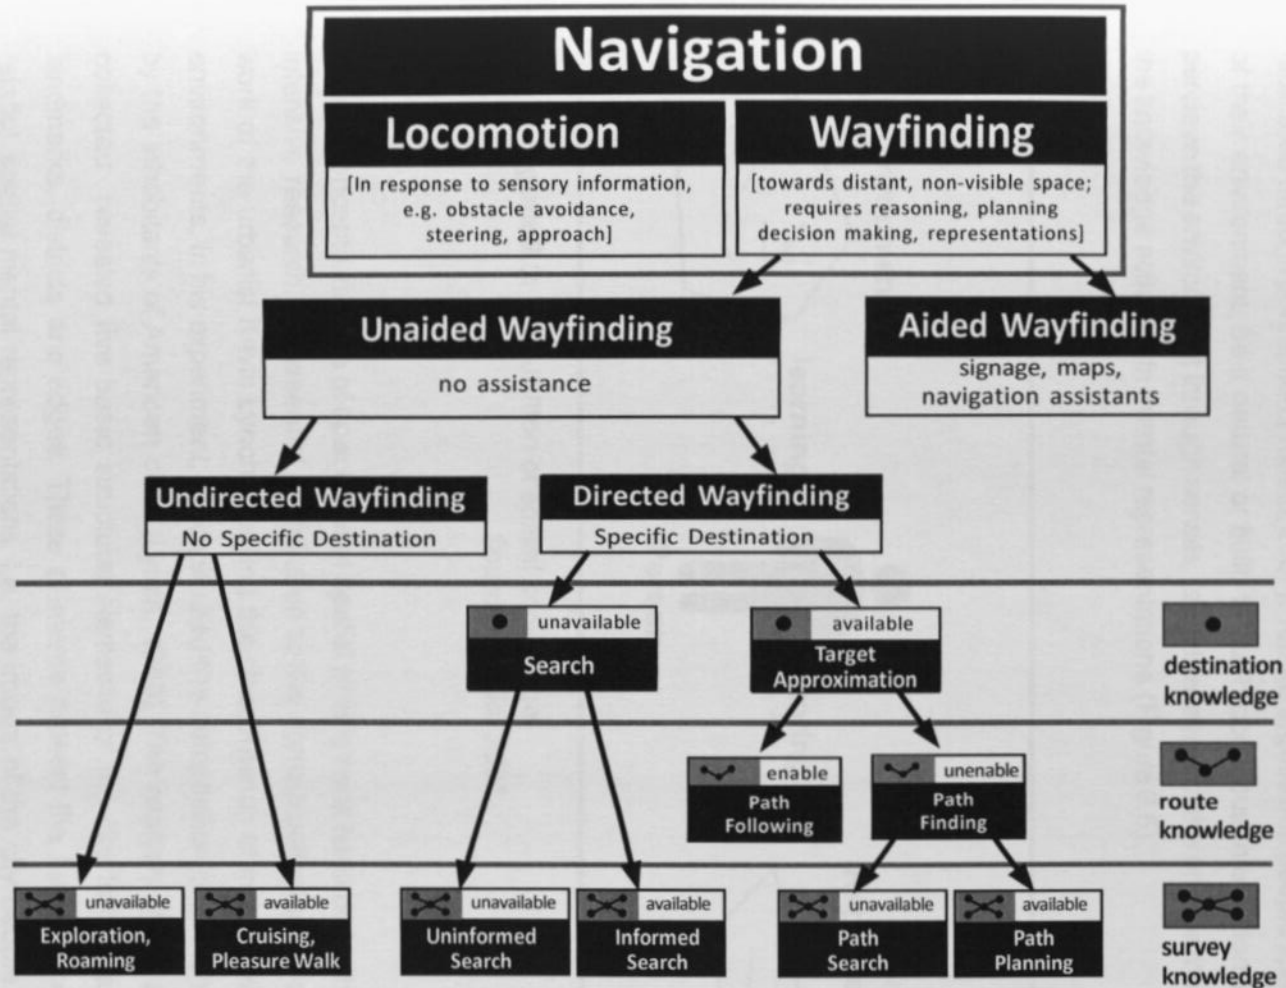 Navigation
Locomotion
[In response to sensory information,
e.g. obstacle avoidance,
steering, approach]
Wayfinding
[towards distant, non-visible space;
requires reasoning, planning
decision making, representations]
Unaided Wayfinding
no assistance
Aided Wayfinding
signage, maps,
navigation assistants
Undirected Wayfinding
No Specific Destination
Directed Wayfinding
Specific Destination
unavailable
Search
available
Target
Approximation
destination
knowledge
enable
Path
Following
unenable
Path
Finding
route
knowledge
unavailable
Exploration,
Roaming
available
Cruising,
Pleasure Walk
unavailable
Uninformed
Search
available
Informed
Search
unavailable
Path
Search
available
Path
Planning
survey
knowledge